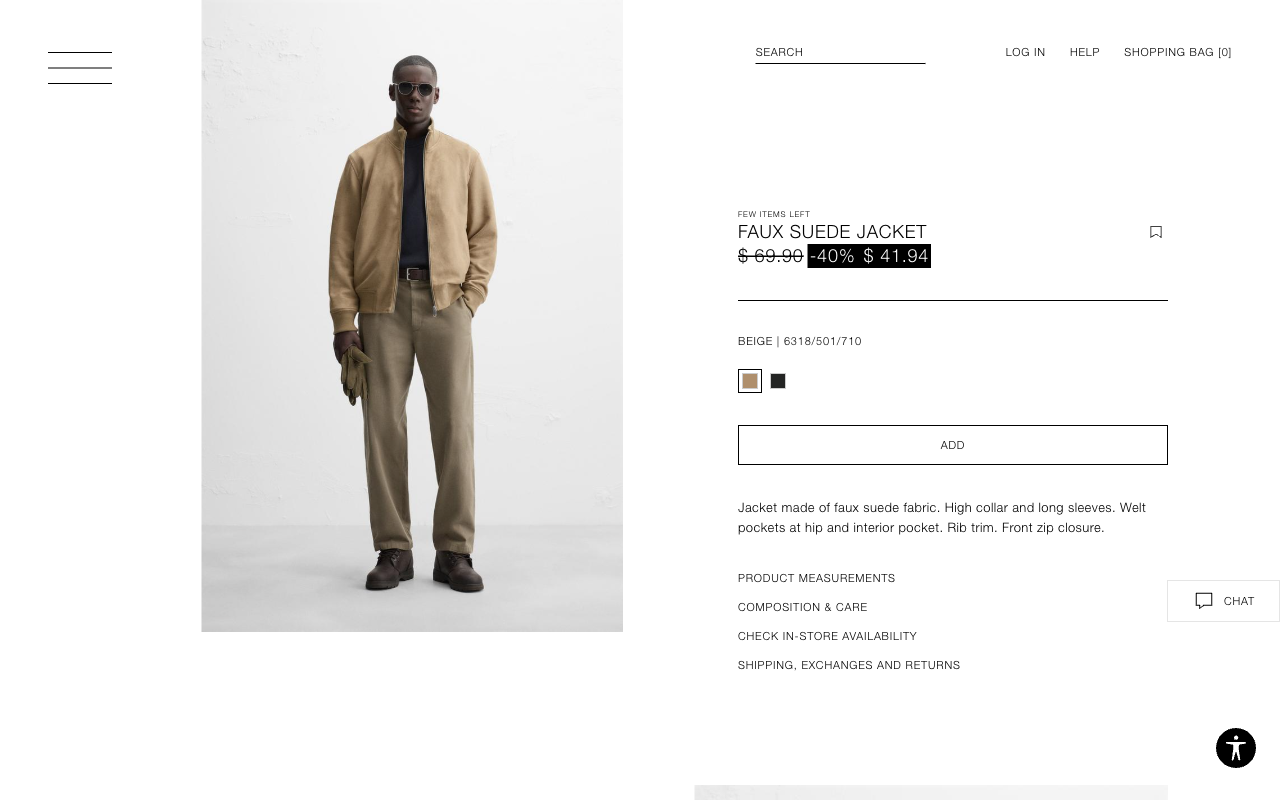 SEARCH
LOG IN
HELP
SHOPPING BAG [0]
FEW ITEMS LEFT
FAUX SUEDE JACKET
$ 69.90 -40% $ 41.94
BEIGE | 6318/501/710
ADD
Jacket made of faux suede fabric. High collar and long sleeves. Welt
pockets at hip and interior pocket. Rib trim. Front zip closure.
PRODUCT MEASUREMENTS
COMPOSITION & CARE
CHECK IN-STORE AVAILABILITY
SHIPPING, EXCHANGES AND RETURNS
CHAT